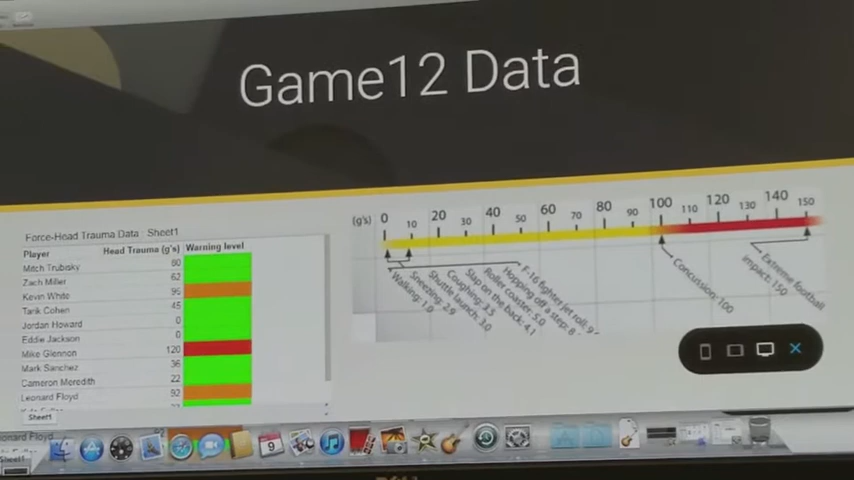 Game12 Data
Force-Head Trauma Data : Sheet1
Player Head Trauma (g's) Warning level
Mitch Trubisky 60
Zach Miller 62
Kevin White 95
Tarik Cohen 45
Jordan Howard 0
Eddie Jackson 0
Mike Glennon 120
Mark Sanchez 36
Cameron Meredith 22
Leonard Floyd 92
Sheet1
(g's) 0 10 20 30 40 50 60 70 80 90 100 110 120 130 140 150
Walking: 1.0
Sneezing: 2.9
Shuttle launch: 3.0
Coughing: 3.5
Slap on the back: 4.1
Roller coaster: 5.0
Hopping off a step: 8
F-16 fighter jet roll: 9
Concussion: 100
Extreme football
impact: 150
Leonard Floyd
Sheet1
9